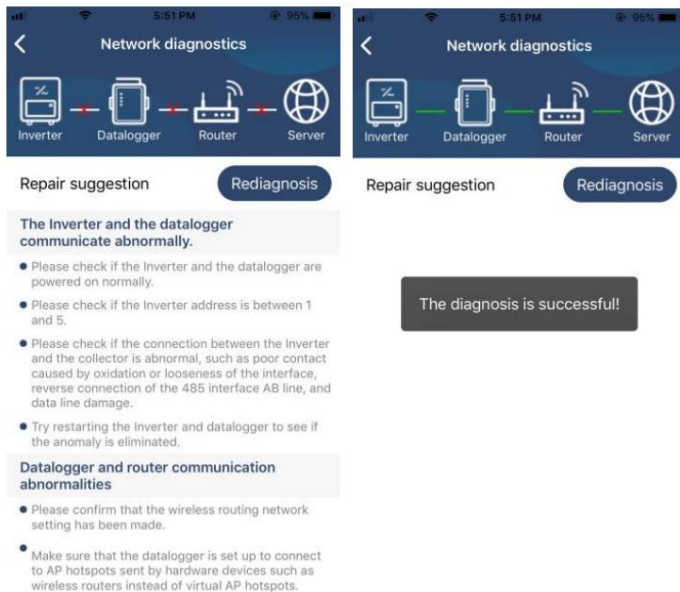 5:51 PM
95%
Network diagnostics
Inverter
Datalogger
Router
Server
Repair suggestion
Rediagnosis
The Inverter and the datalogger
communicate abnormally.
Please check if the Inverter and the datalogger are
powered on normally.
Please check if the Inverter address is between 1
and 5.
Please check if the connection between the Inverter
and the collector is abnormal, such as poor contact
caused by oxidation or looseness of the interface,
reverse connection of the 485 interface AB line, and
data line damage.
Try restarting the Inverter and datalogger to see if
the anomaly is eliminated.
Datalogger and router communication
abnormalities
Please confirm that the wireless routing network
setting has been made.
Make sure that the datalogger is set up to connect
to AP hotspots sent by hardware devices such as
wireless routers instead of virtual AP hotspots.
5:51 PM
95%
Network diagnostics
Inverter
Datalogger
Router
Server
Repair suggestion
Rediagnosis
The diagnosis is successful!